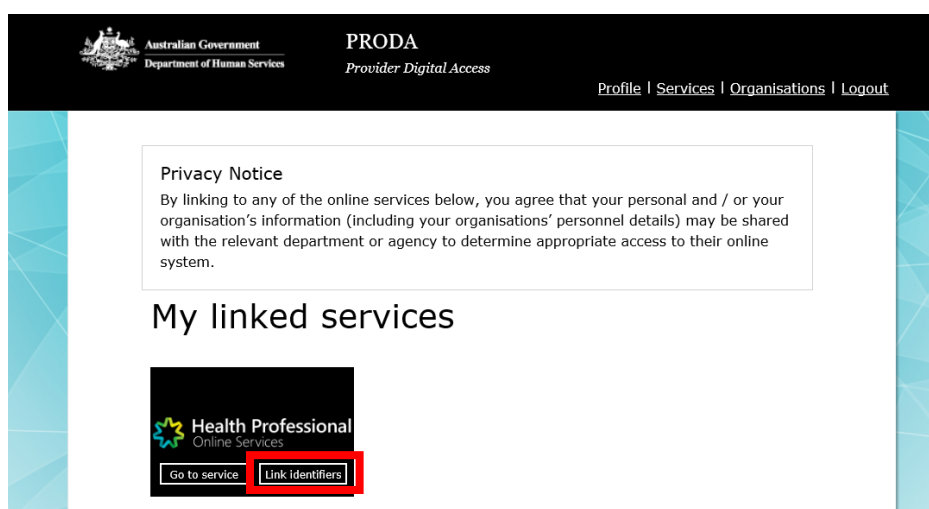 Australian Government
Department of Human Services
PRODA
Provider Digital Access
Profile | Services | Organisations | Logout
Privacy Notice
By linking to any of the online services below, you agree that your personal and / or your
organisation's information (including your organisations' personnel details) may be shared
with the relevant department or agency to determine appropriate access to their online
system.
My linked services
Health Professional
Online Services
Go to service
Link identifiers